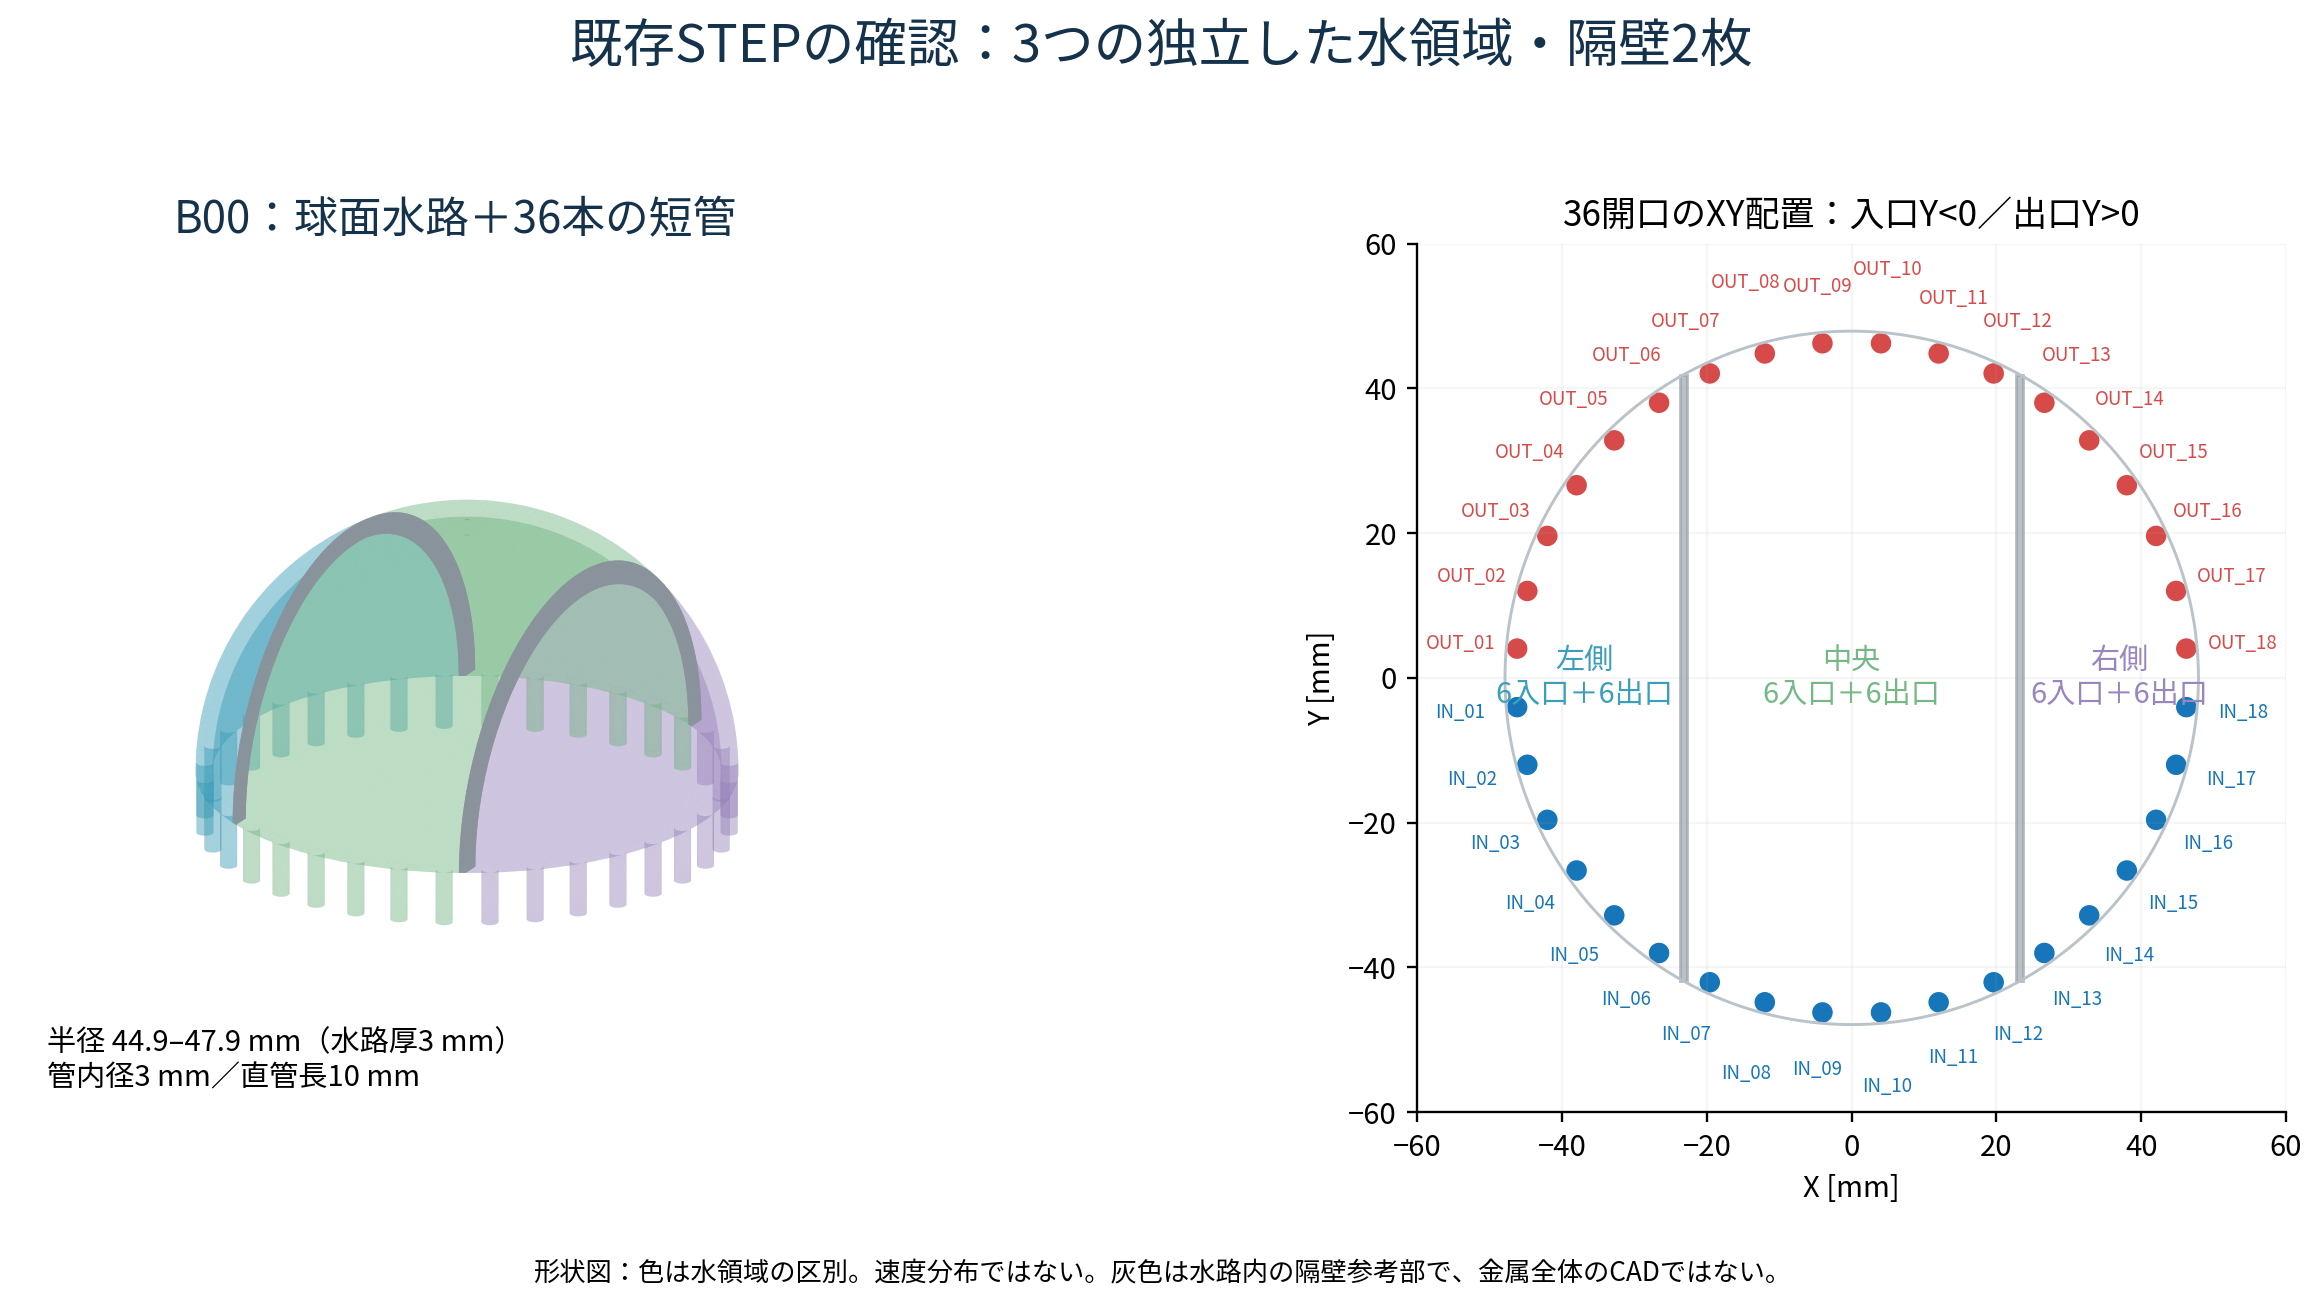 既存STEPの確認：3つの独立した水領域・隔壁2枚
B00：球面水路＋36本の短管
半径 44.9–47.9 mm（水路厚3 mm）
管内径3 mm／直管長10 mm
36開口のXY配置：入口Y<0／出口Y>0
60
40
20
0
−20
−40
−60
Y [mm]
−60
−40
−20
0
20
40
60
X [mm]
OUT_10
OUT_08
OUT_09
OUT_11
OUT_07
OUT_12
OUT_06
OUT_13
OUT_05
OUT_14
OUT_04
OUT_15
OUT_03
OUT_16
OUT_02
OUT_17
OUT_01
OUT_18
左側
6入口＋6出口
中央
6入口＋6出口
右側
6入口＋6出口
IN_01
IN_18
IN_02
IN_17
IN_03
IN_16
IN_04
IN_15
IN_05
IN_14
IN_06
IN_13
IN_07
IN_12
IN_08
IN_09
IN_11
IN_10
形状図：色は水領域の区別。速度分布ではない。灰色は水路内の隔壁参考部で、金属全体のCADではない。